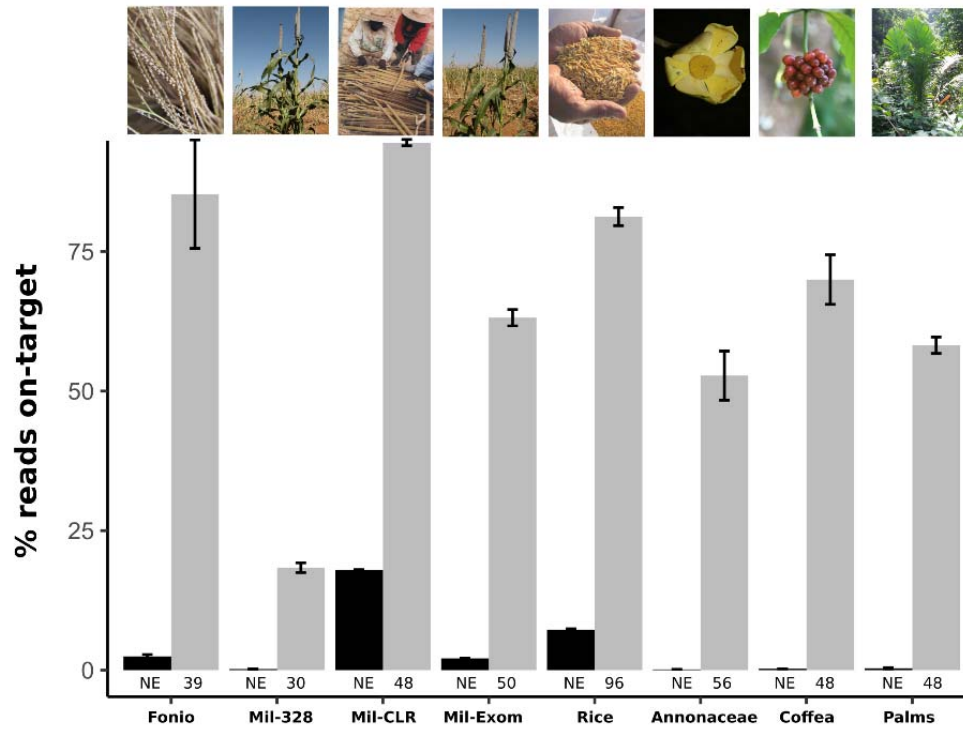 % reads on-target
75
50
25
0
NE 39 NE 30 NE 48 NE 50 NE 96 NE 56 NE 48 NE 48
Fonio Mil-328 Mil-CLR Mil-Exom Rice Annonaceae Coffea Palms